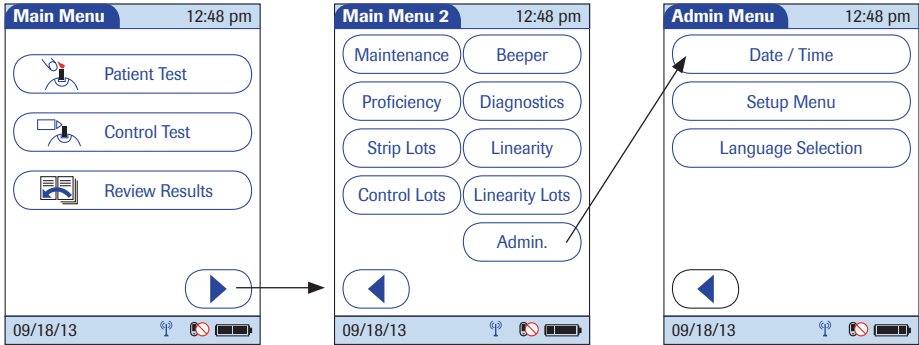 Main Menu 12:48 pm
Patient Test
Control Test
Review Results
09/18/13
Main Menu 2 12:48 pm
Maintenance Beeper
Proficiency Diagnostics
Strip Lots Linearity
Control Lots Linearity Lots
Admin.
09/18/13
Admin Menu 12:48 pm
Date / Time
Setup Menu
Language Selection
09/18/13